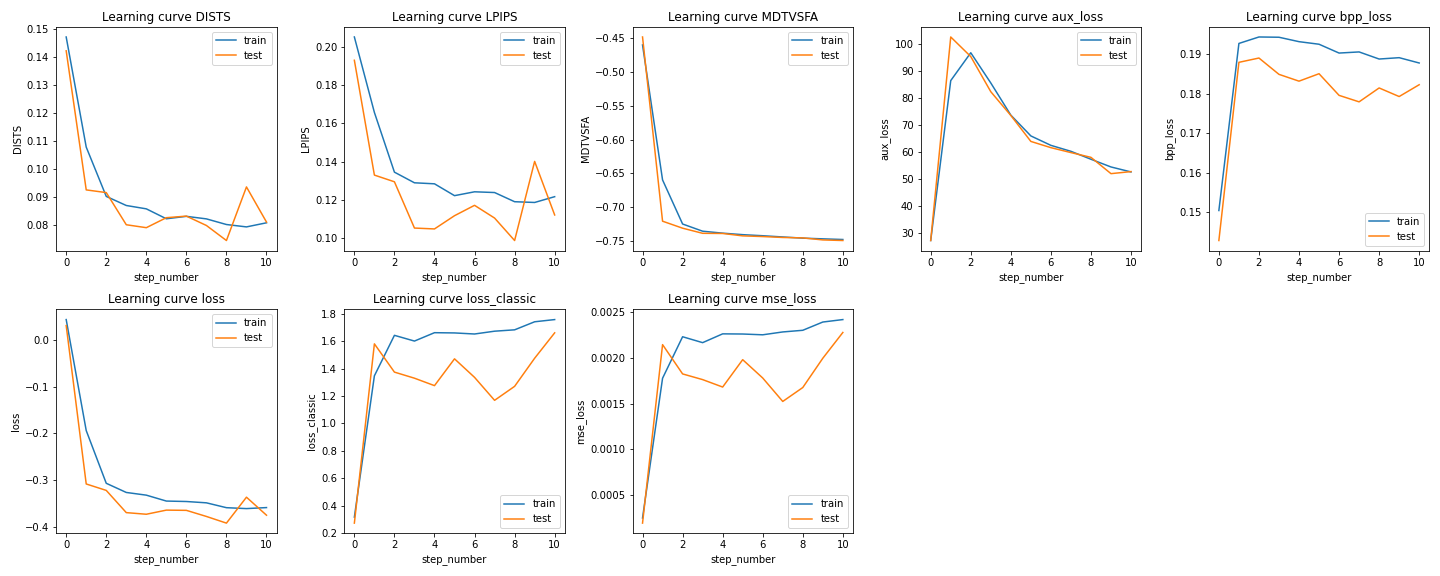 Learning curve DISTS
DISTS
0.15
0.14
0.13
0.12
0.11
0.10
0.09
0.08
train
test
0 2 4 6 8 10
step_number
Learning curve LPIPS
LPIPS
0.20
0.18
0.16
0.14
0.12
0.10
train
test
0 2 4 6 8 10
step_number
Learning curve MDTVSFA
MDTVSFA
−0.45
−0.50
−0.55
−0.60
−0.65
−0.70
−0.75
train
test
0 2 4 6 8 10
step_number
Learning curve aux_loss
aux_loss
100
90
80
70
60
50
40
30
train
test
0 2 4 6 8 10
step_number
Learning curve bpp_loss
bpp_loss
0.19
0.18
0.17
0.16
0.15
train
test
0 2 4 6 8 10
step_number
Learning curve loss
loss
0.0
−0.1
−0.2
−0.3
−0.4
train
test
0 2 4 6 8 10
step_number
Learning curve loss_classic
loss_classic
1.8
1.6
1.4
1.2
1.0
0.8
0.6
0.4
0.2
train
test
0 2 4 6 8 10
step_number
Learning curve mse_loss
mse_loss
0.0025
0.0020
0.0015
0.0010
0.0005
train
test
0 2 4 6 8 10
step_number